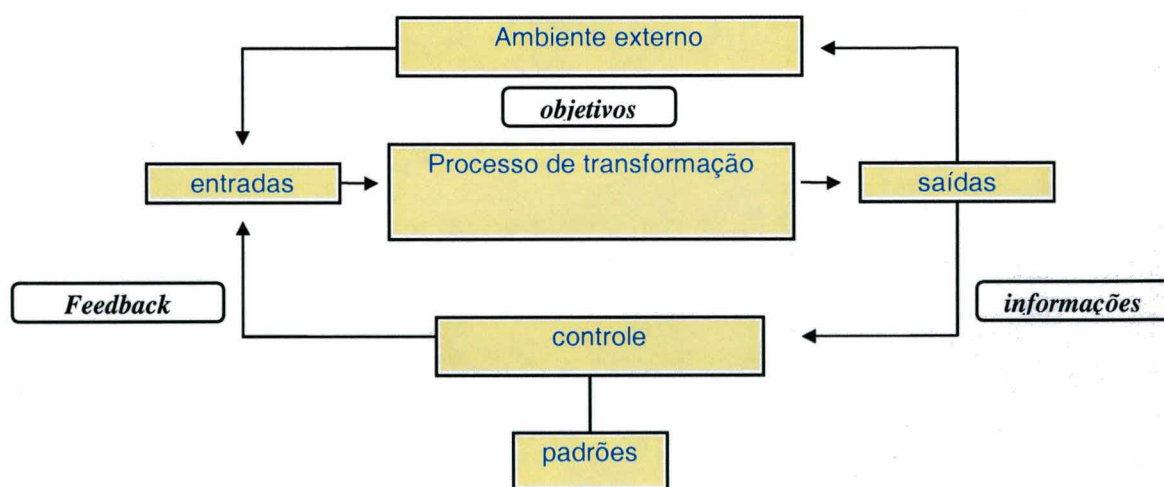 Ambiente externo
objetivos
entradas
Processo de transformação
saídas
Feedback
informações
controle
padrões